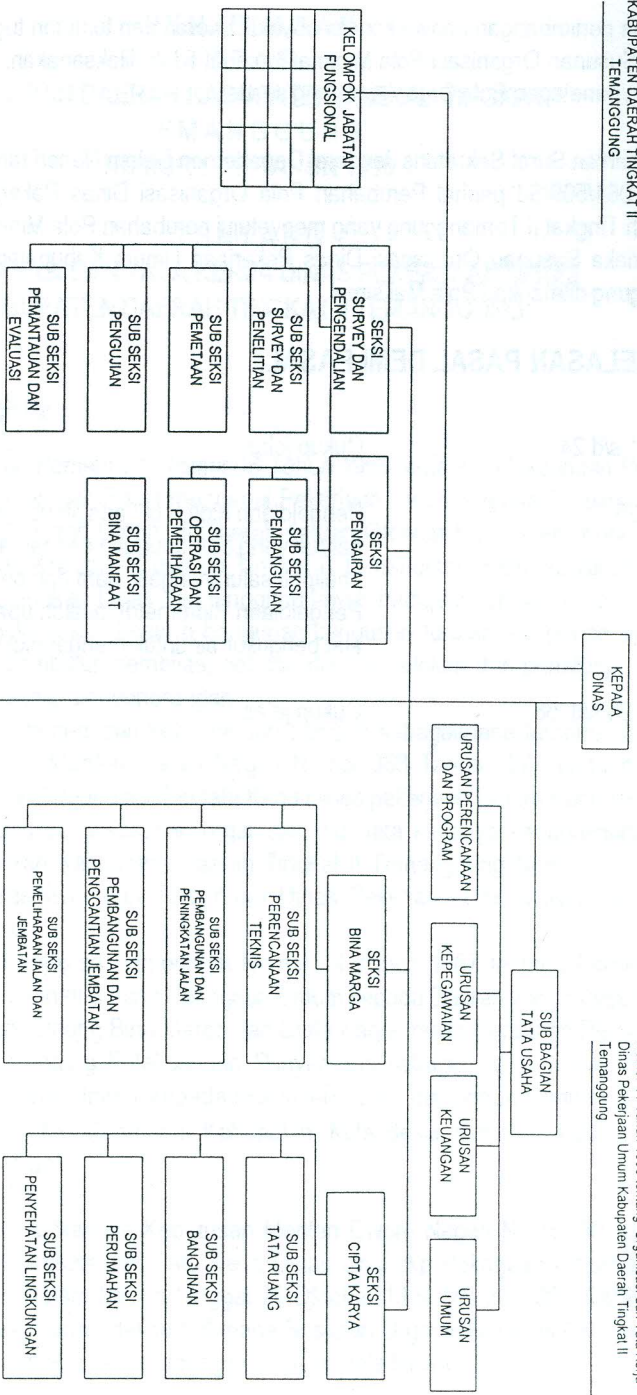 KABUPATEN DAERAH TINGKAT II
TEMANGGUNG
Dinas Pekerjaan Umum Kabupaten Daerah Tingkat II
Temanggung
KEPALA
DINAS
SUB BAGIAN
TATA USAHA
URUSAN PERENCANAAN
DAN PROGRAM
URUSAN
KEPEGAWAIAN
URUSAN
KEUANGAN
URUSAN
UMUM
KELOMPOK JABATAN
FUNGSIONAL
SEKSI
SURVEY DAN
PENGENDALIAN
SUB SEKSI
SURVEY DAN
PENELITIAN
SUB SEKSI
PEMETAAN
SUB SEKSI
PENGUJIAN
SUB SEKSI
PEMANTAUAN DAN
EVALUASI
SEKSI
PENGAIRAN
SUB SEKSI
PEMBANGUNAN
SUB SEKSI
OPERASI DAN
PEMELIHARAAN
SUB SEKSI
BINA MANFAAT
SEKSI
BINA MARGA
SUB SEKSI
PERENCANAAN
TEKNIS
SUB SEKSI
PEMBANGUNAN DAN
PENINGKATAN JALAN
SUB SEKSI
PEMBANGUNAN DAN
PENGGANTIAN JEMBATAN
SUB SEKSI
PEMELIHARAAN JALAN DAN
JEMBATAN
SEKSI
CIPTA KARYA
SUB SEKSI
TATA RUANG
SUB SEKSI
BANGUNAN
SUB SEKSI
PERUMAHAN
SUB SEKSI
PENYEHATAN LINGKUNGAN